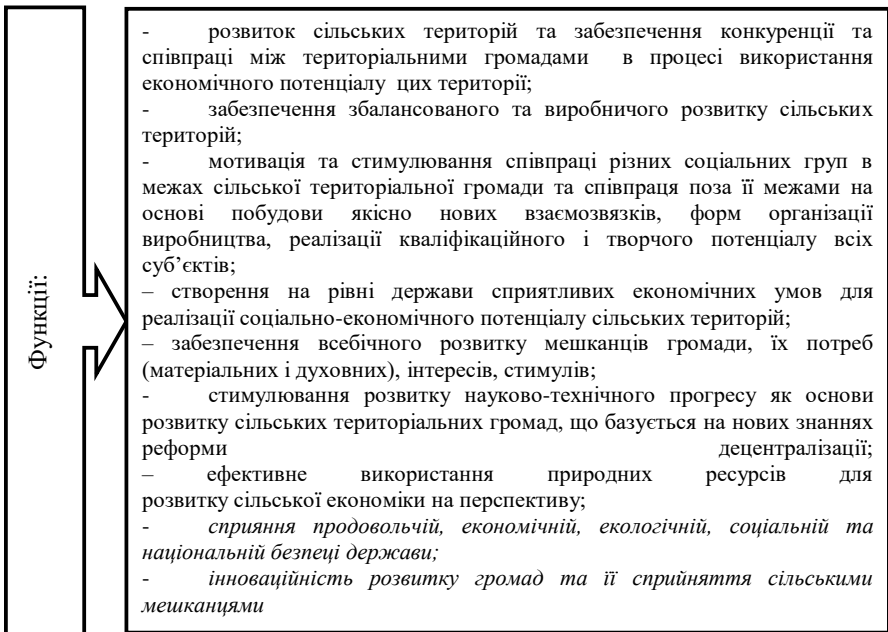 Функції:
- розвиток сільських територій та забезпечення конкуренції та
співпраці між територіальними громадами в процесі використання
економічного потенціалу цих території;
- забезпечення збалансованого та виробничого розвитку сільських
територій;
- мотивація та стимулювання співпраці різних соціальних груп в
межах сільської територіальної громади та співпраця поза її межами на
основі побудови якісно нових взаємозвязків, форм організації
виробництва, реалізації кваліфікаційного і творчого потенціалу всіх
суб’єктів;
– створення на рівні держави сприятливих економічних умов для
реалізації соціально-економічного потенціалу сільських територій;
– забезпечення всебічного розвитку мешканців громади, їх потреб
(матеріальних і духовних), інтересів, стимулів;
- стимулювання розвитку науково-технічного прогресу як основи
розвитку сільських територіальних громад, що базується на нових знаннях
реформи децентралізації;
– ефективне використання природних ресурсів для
розвитку сільської економіки на перспективу;
- сприяння продовольчій, економічній, екологічній, соціальній та
національній безпеці держави;
- інноваційність розвитку громад та її сприйняття сільськими
мешканцями